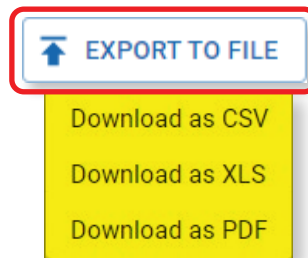 EXPORT TO FILE
Download as CSV
Download as XLS
Download as PDF